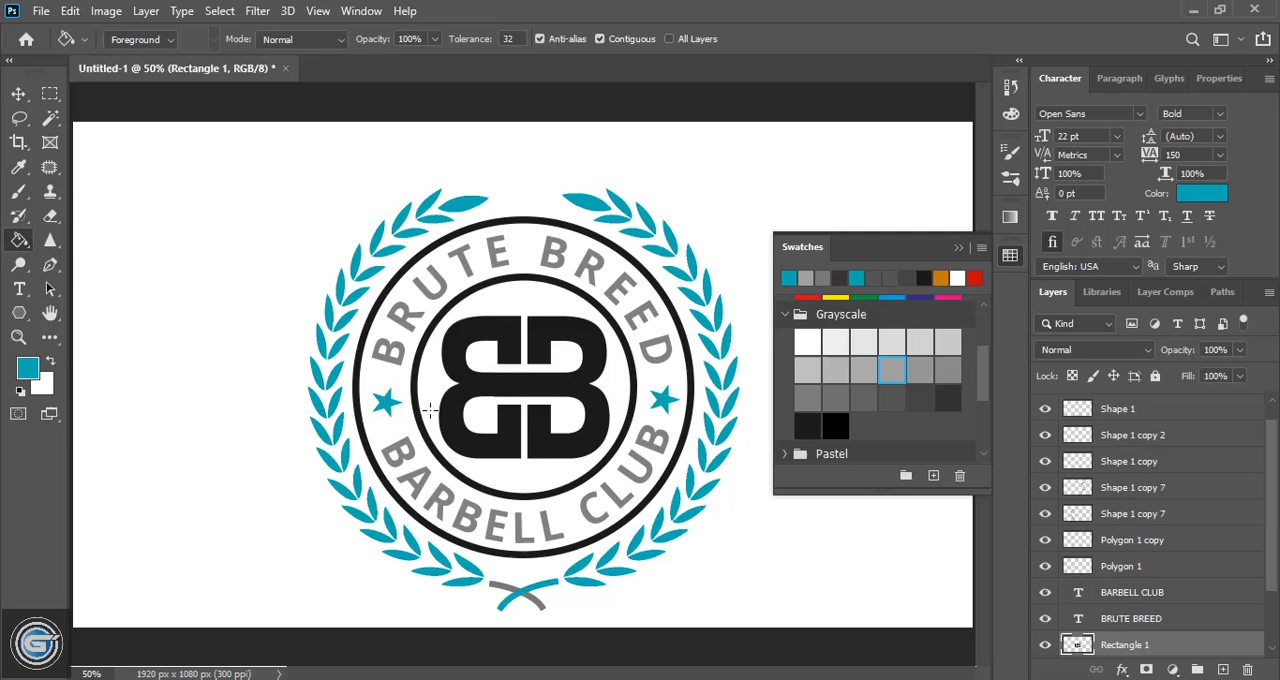 Ps File Edit Image Layer Type Select Filter 3D View Window Help
Foreground Mode: Normal Opacity: 100% Tolerance: 32 Anti-alias Contiguous All Layers
Untitled-1 @ 50% (Rectangle 1, RGB/8) *
BRUTE BREED
BB
BARBELL CLUB
Swatches
Grayscale
Pastel
Character Paragraph Glyphs Properties
Open Sans Bold
22 pt (Auto)
Metrics 150
100% 100%
0 pt Color:
English: USA Sharp
Layers Libraries Layer Comps Paths
Kind
Normal Opacity: 100%
Lock: Fill: 100%
Shape 1
Shape 1 copy 2
Shape 1 copy
Shape 1 copy 7
Shape 1 copy 7
Polygon 1 copy
Polygon 1
BARBELL CLUB
BRUTE BREED
Rectangle 1
50% 1920 px x 1080 px (300 ppi)